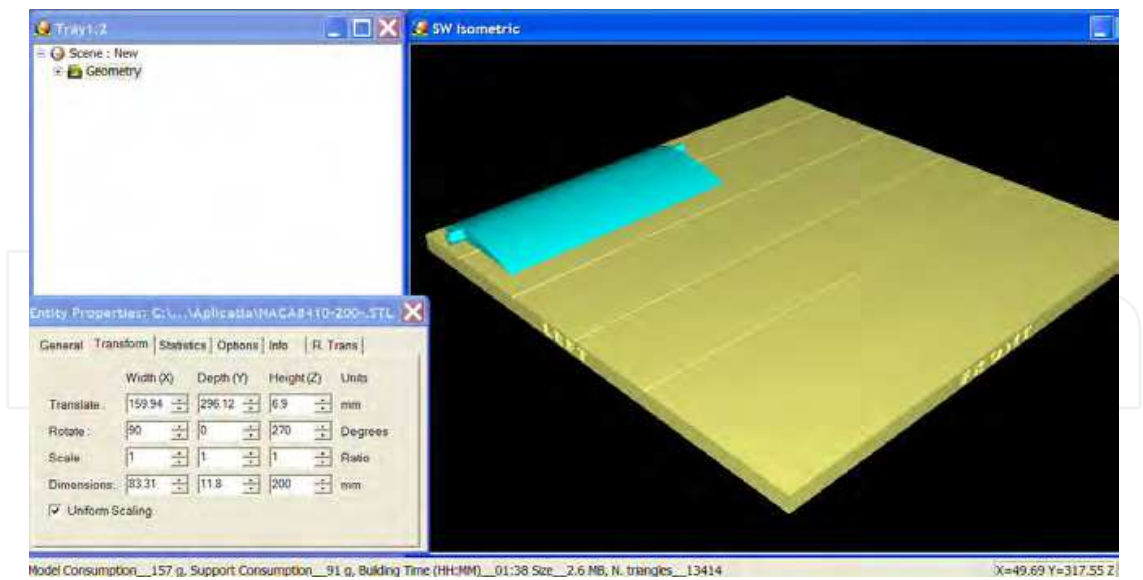 Tray1:2
SW Isometric
Scene : New
Geometry
Entity Properties: C:\...\Aplicatia\NACA8410-200-.STL
General Transform Statistics Options Info R. Trans
Width (X) Depth (Y) Height (Z) Units
Translate: 159.94 296.12 6.9 mm
Rotate: 90 0 270 Degrees
Scale 1 1 1 Ratio
Dimensions: 83.31 11.8 200 mm
Uniform Scaling
Model Consumption__157 g, Support Consumption__91 g, Building Time (HH:MM)__01:38 Size__2.6 MB, N. triangles__13414
X=49.69 Y=317.55 Z